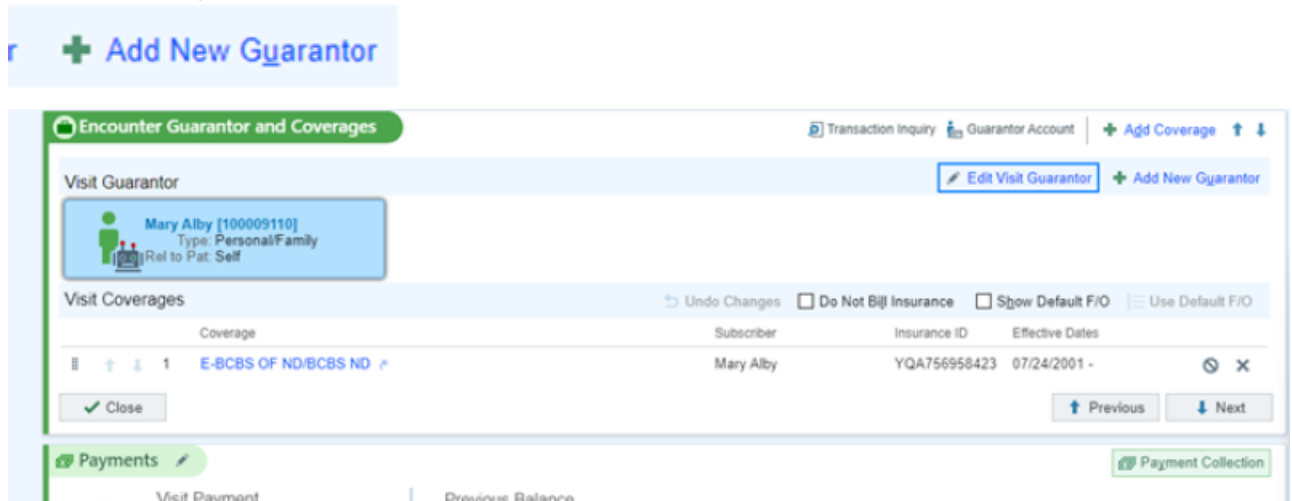 Add New Guarantor
Encounter Guarantor and Coverages
Transaction Inquiry Guarantor Account Add Coverage
Visit Guarantor
Edit Visit Guarantor Add New Guarantor
Mary Alby [100009110]
Type: Personal/Family
Rel to Pat: Self
Visit Coverages
Undo Changes Do Not Bill Insurance Show Default F/O Use Default F/O
Coverage Subscriber Insurance ID Effective Dates
1 E-BCBS OF ND/BCBS ND Mary Alby YQA756958423 07/24/2001 -
Close
Previous Next
Payments
Payment Collection
Visit Payment Previous Balance